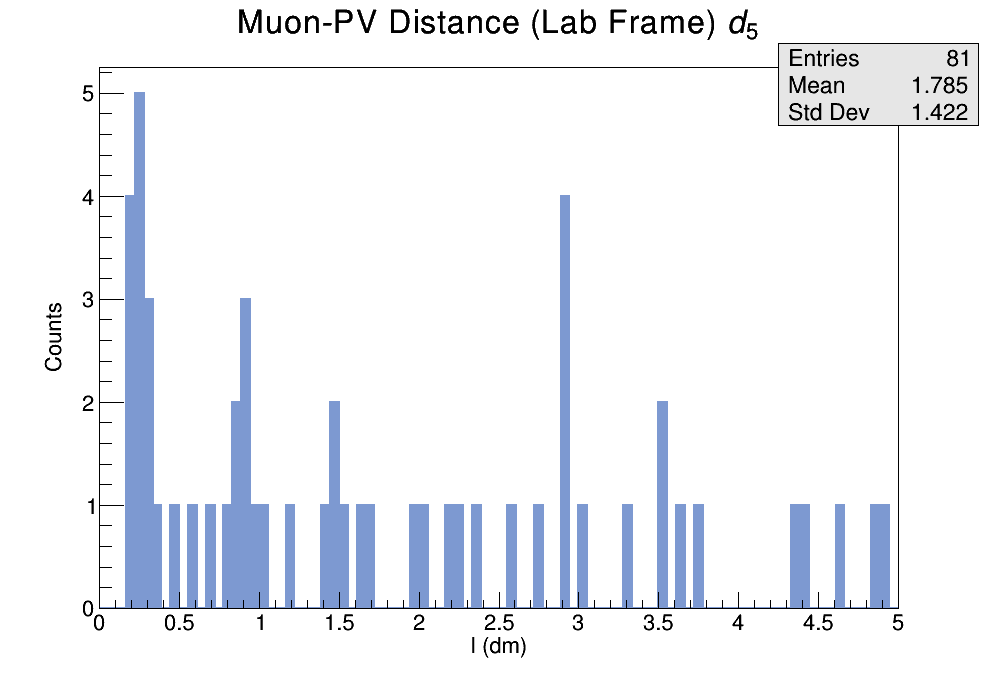 Muon-PV Distance (Lab Frame) d5
Entries 81
Mean 1.785
Std Dev 1.422
5
4
3
2
1
0
Counts
0 0.5 1 1.5 2 2.5 3 3.5 4 4.5 5
l (dm)